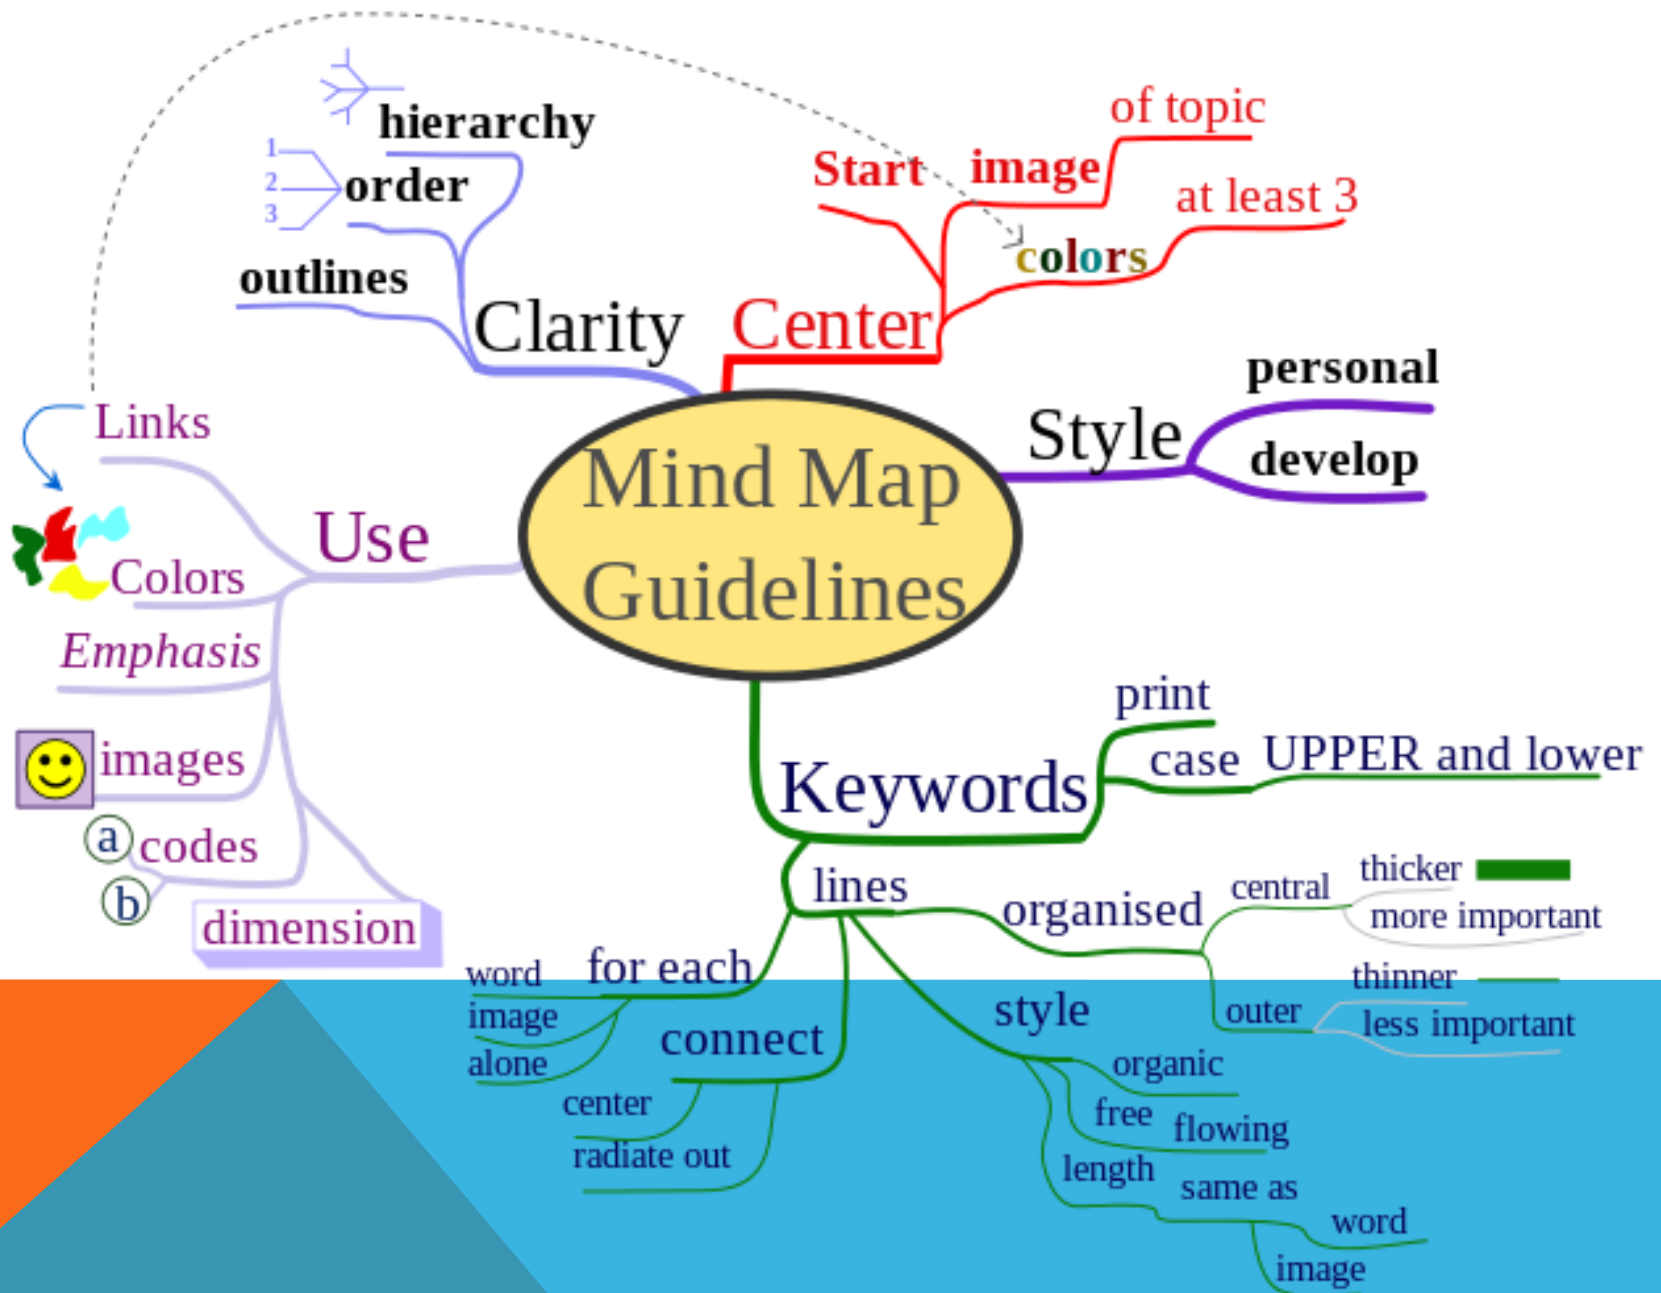 Mind Map
Guidelines
Clarity
hierarchy
1
2
3
order
outlines
Center
Start
image
of topic
colors
at least 3
Style
personal
develop
Use
Links
Colors
Emphasis
images
a
b
codes
dimension
Keywords
print
case
UPPER and lower
lines
organised
central
thicker
more important
outer
thinner
less important
for each
word
image
alone
connect
center
radiate out
style
organic
free
flowing
length
same as
word
image